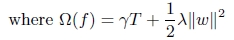 where Ω(f) = γT + 1/2 λ‖w‖²